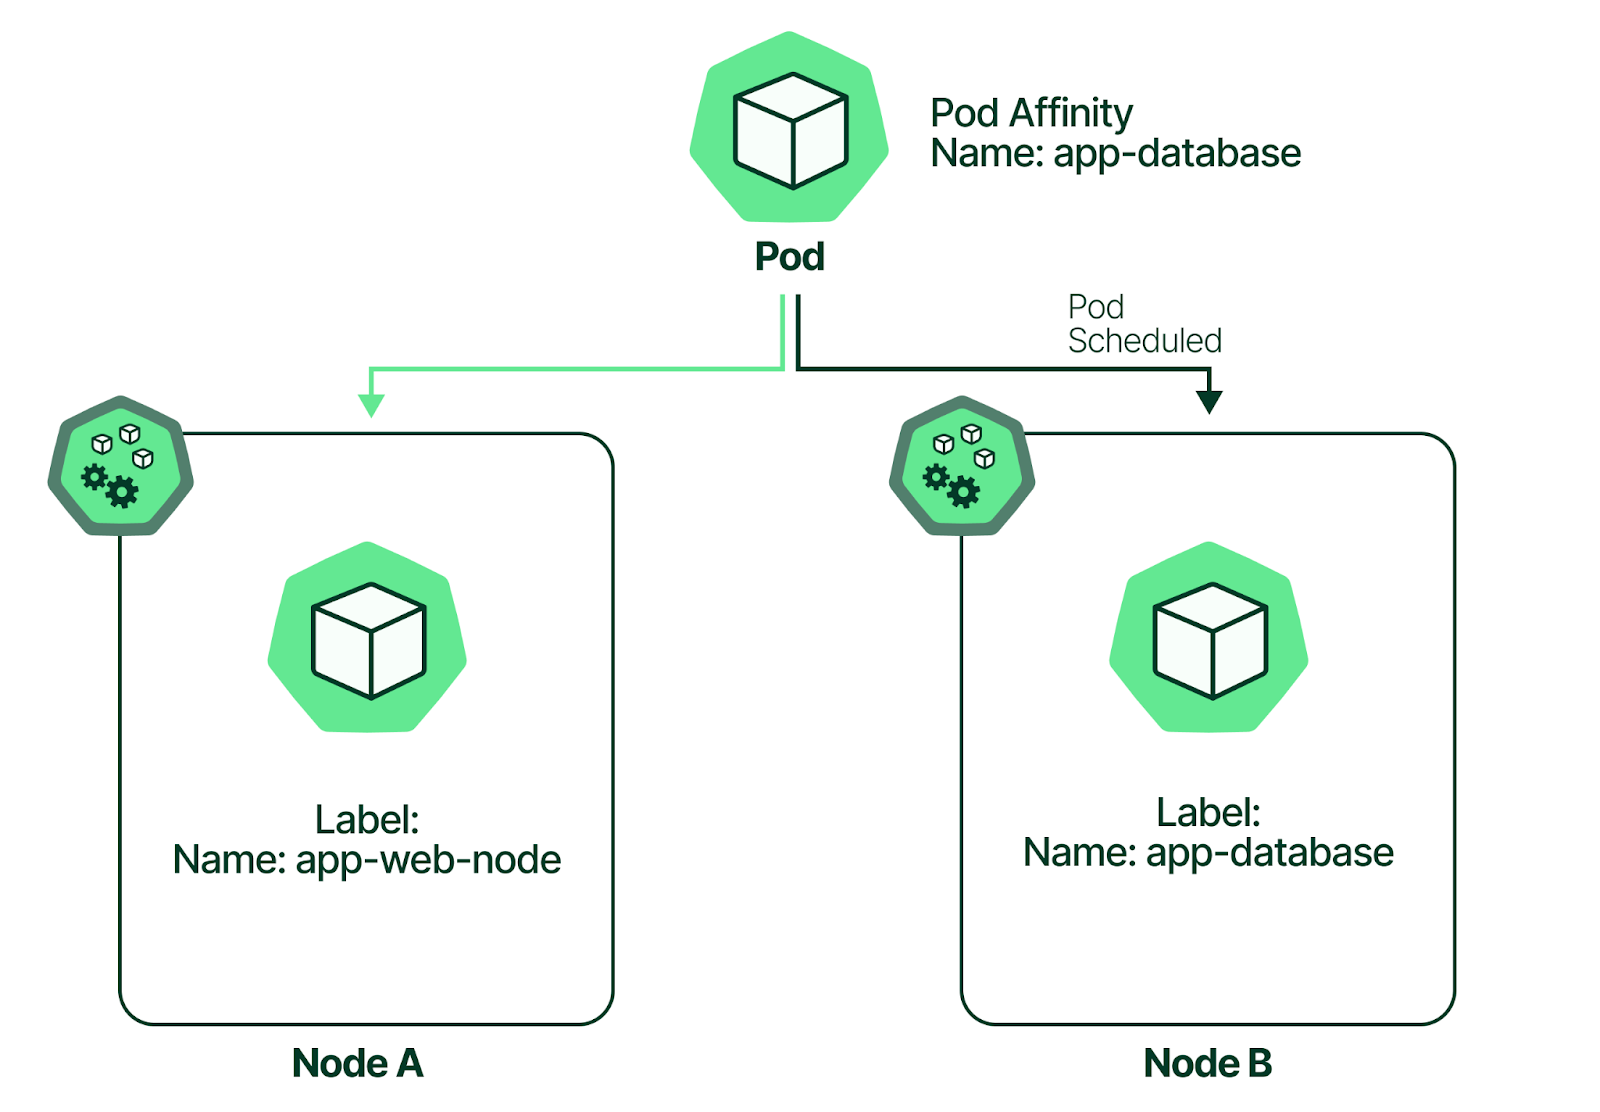 Pod Affinity
Name: app-database
Pod
Pod
Scheduled
Label:
Name: app-web-node
Label:
Name: app-database
Node A
Node B